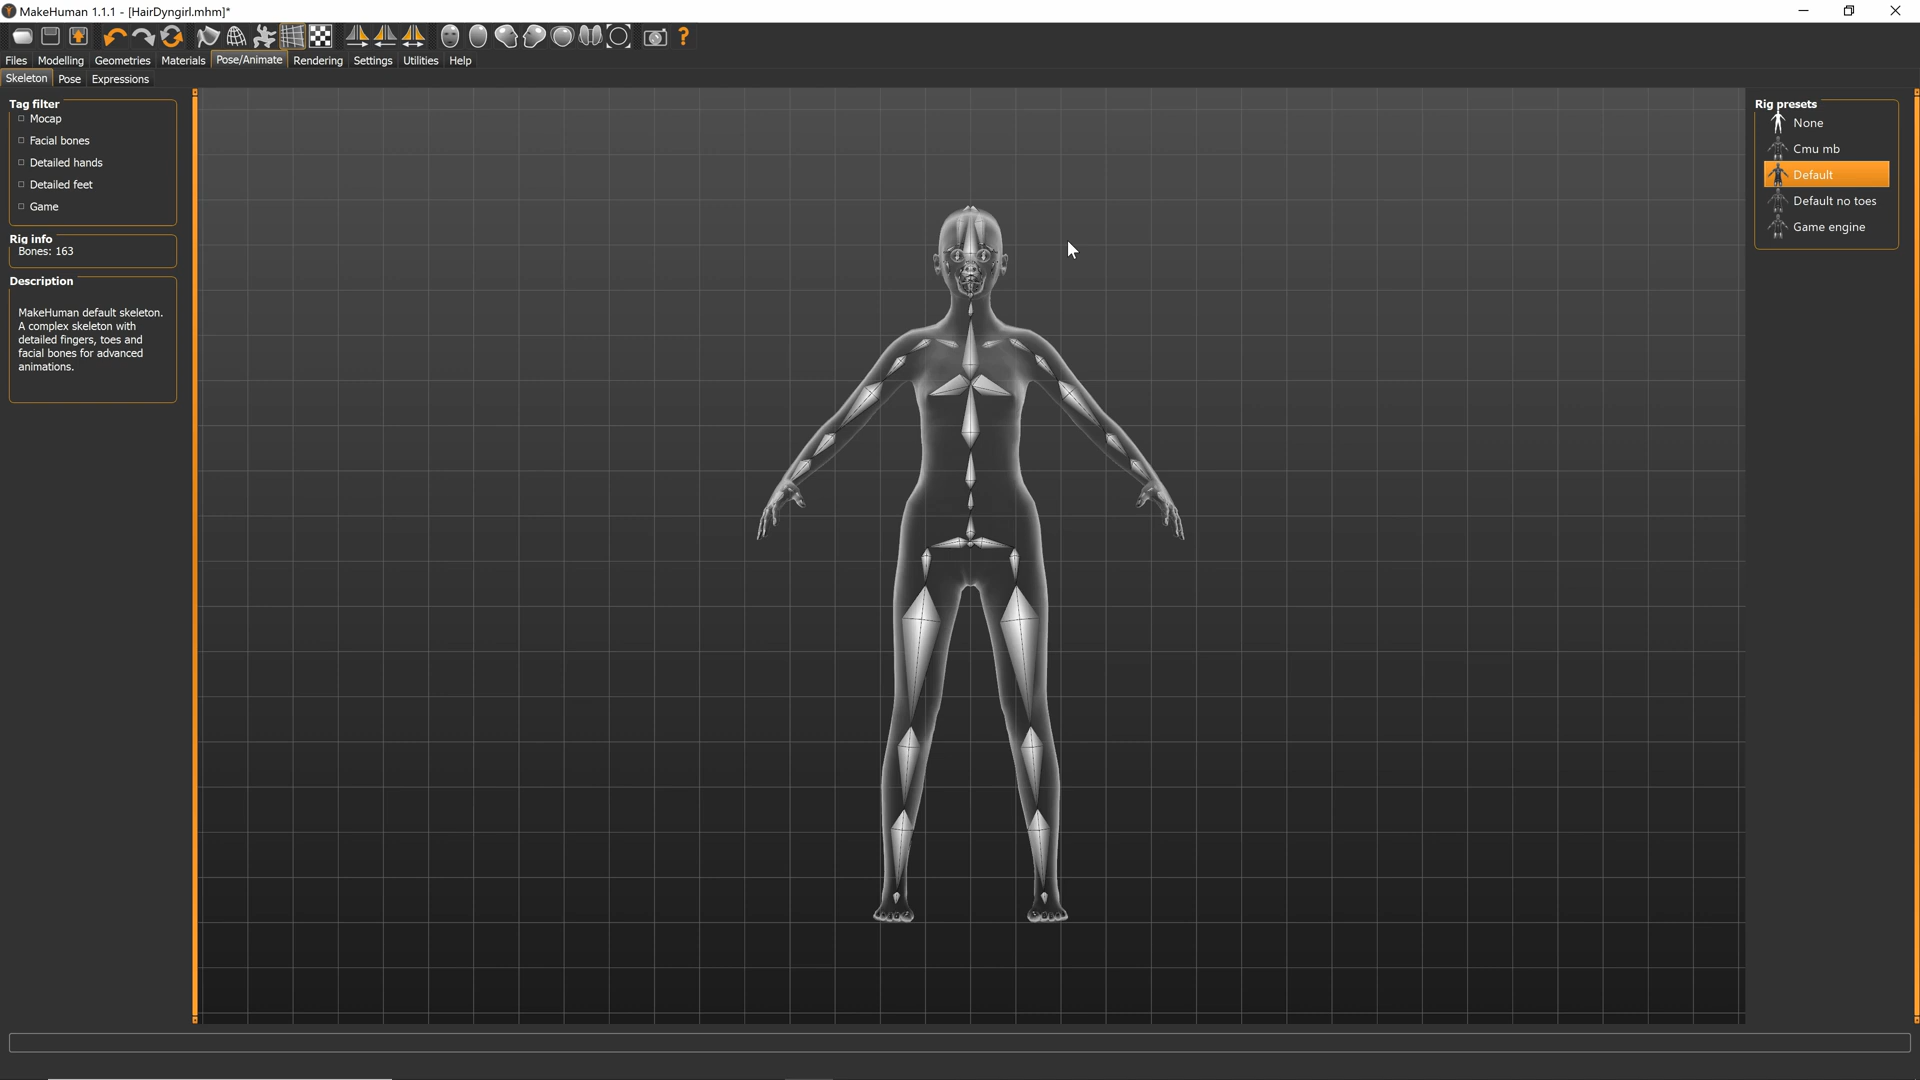 MakeHuman 1.1.1 - [HairDyngirl.mhm]*
?
Files Modelling Geometries Materials Pose/Animate Rendering Settings Utilities Help
Skeleton Pose Expressions
Tag filter
Mocap
Facial bones
Detailed hands
Detailed feet
Game
Rig info
Bones: 163
Description
MakeHuman default skeleton.
A complex skeleton with
detailed fingers, toes and
facial bones for advanced
animations.
Rig presets
None
Cmu mb
Default
Default no toes
Game engine